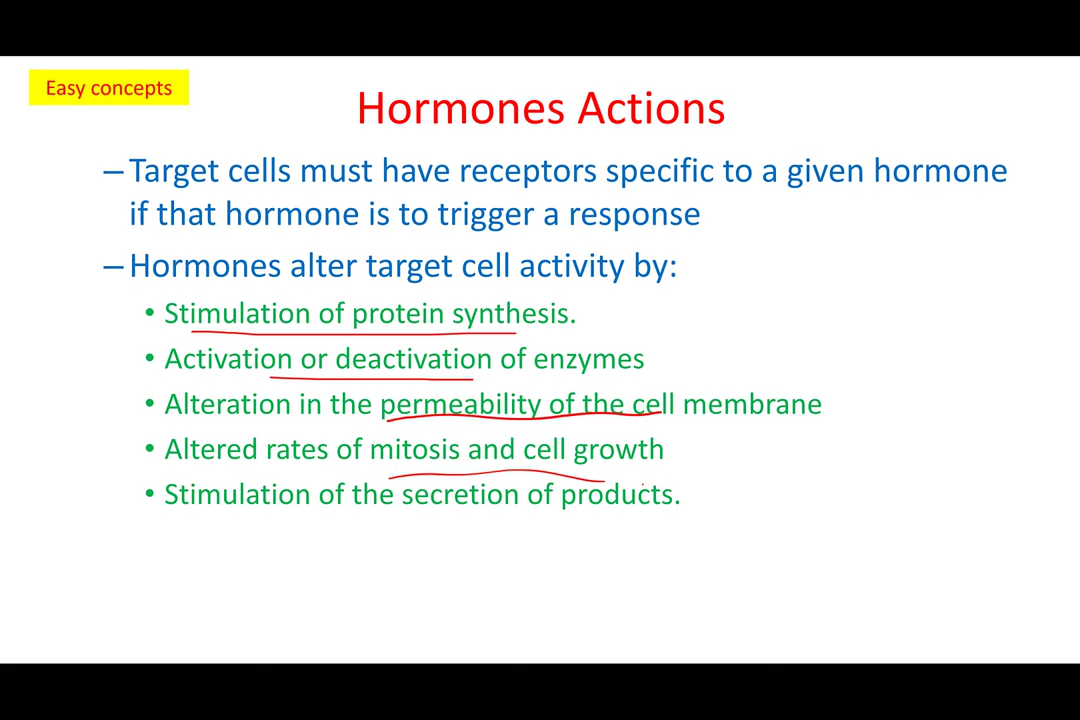 Easy concepts
Hormones Actions
–Target cells must have receptors specific to a given hormone
if that hormone is to trigger a response
–Hormones alter target cell activity by:
• Stimulation of protein synthesis.
• Activation or deactivation of enzymes
• Alteration in the permeability of the cell membrane
• Altered rates of mitosis and cell growth
• Stimulation of the secretion of products.